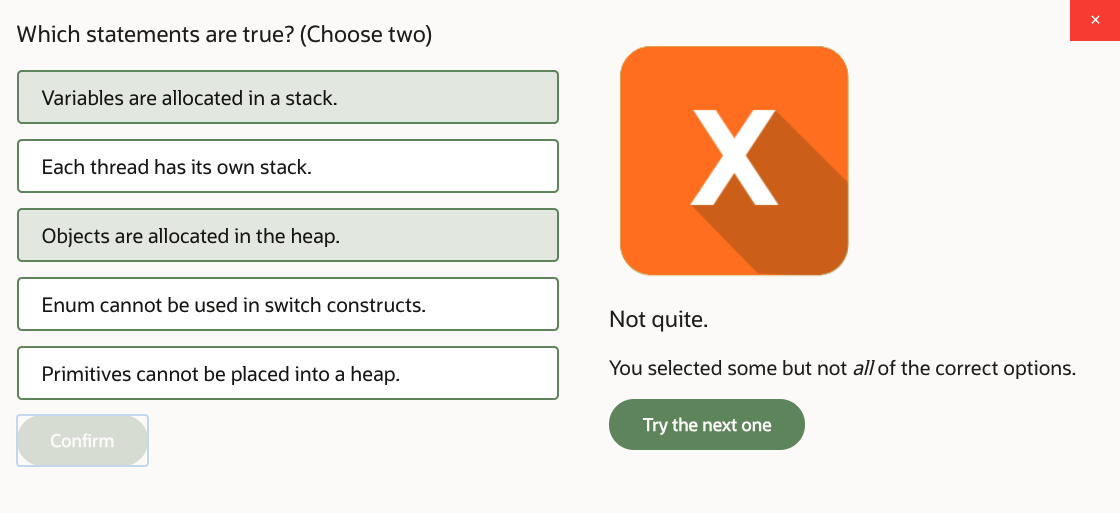 Which statements are true? (Choose two)
×
Variables are allocated in a stack.
Each thread has its own stack.
Objects are allocated in the heap.
Enum cannot be used in switch constructs.
Primitives cannot be placed into a heap.
Confirm
X
Not quite.
You selected some but not all of the correct options.
Try the next one